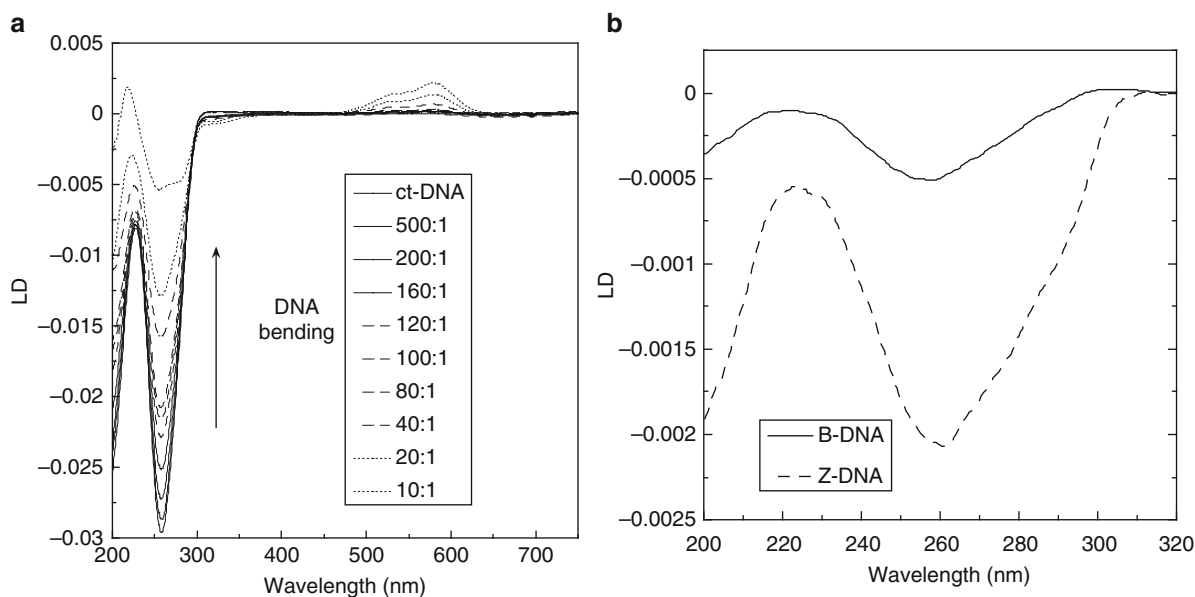 a
0.005
0
−0.005
−0.01
−0.015
−0.02
−0.025
−0.03
LD
200 300 400 500 600 700
Wavelength (nm)
DNA
bending
ct-DNA
500:1
200:1
160:1
120:1
100:1
80:1
40:1
20:1
10:1
b
0
−0.0005
−0.001
−0.0015
−0.002
−0.0025
LD
200 220 240 260 280 300 320
Wavelength (nm)
B-DNA
Z-DNA